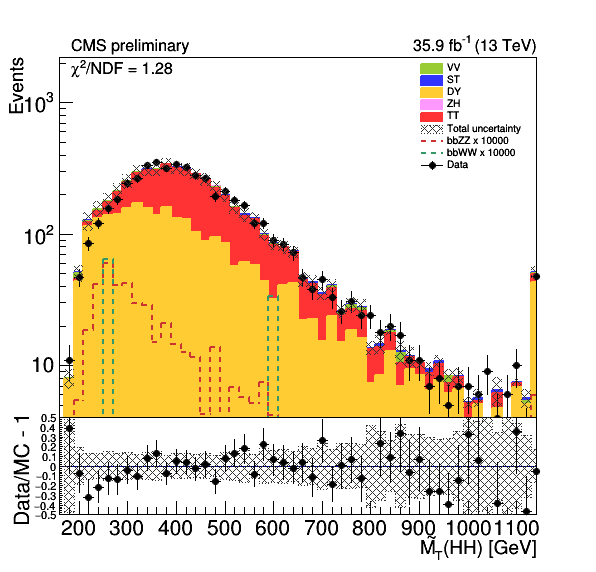 CMS preliminary
35.9 fb⁻¹ (13 TeV)
χ²/NDF = 1.28
Events
10³
10²
10
VV
ST
DY
ZH
TT
Total uncertainty
bbZZ x 10000
bbWW x 10000
Data
Data/MC - 1
0.5
0.4
0.3
0.2
0.1
0
−0.1
−0.2
−0.3
−0.4
−0.5
200 300 400 500 600 700 800 900 1000 1100
M̃_T(HH) [GeV]